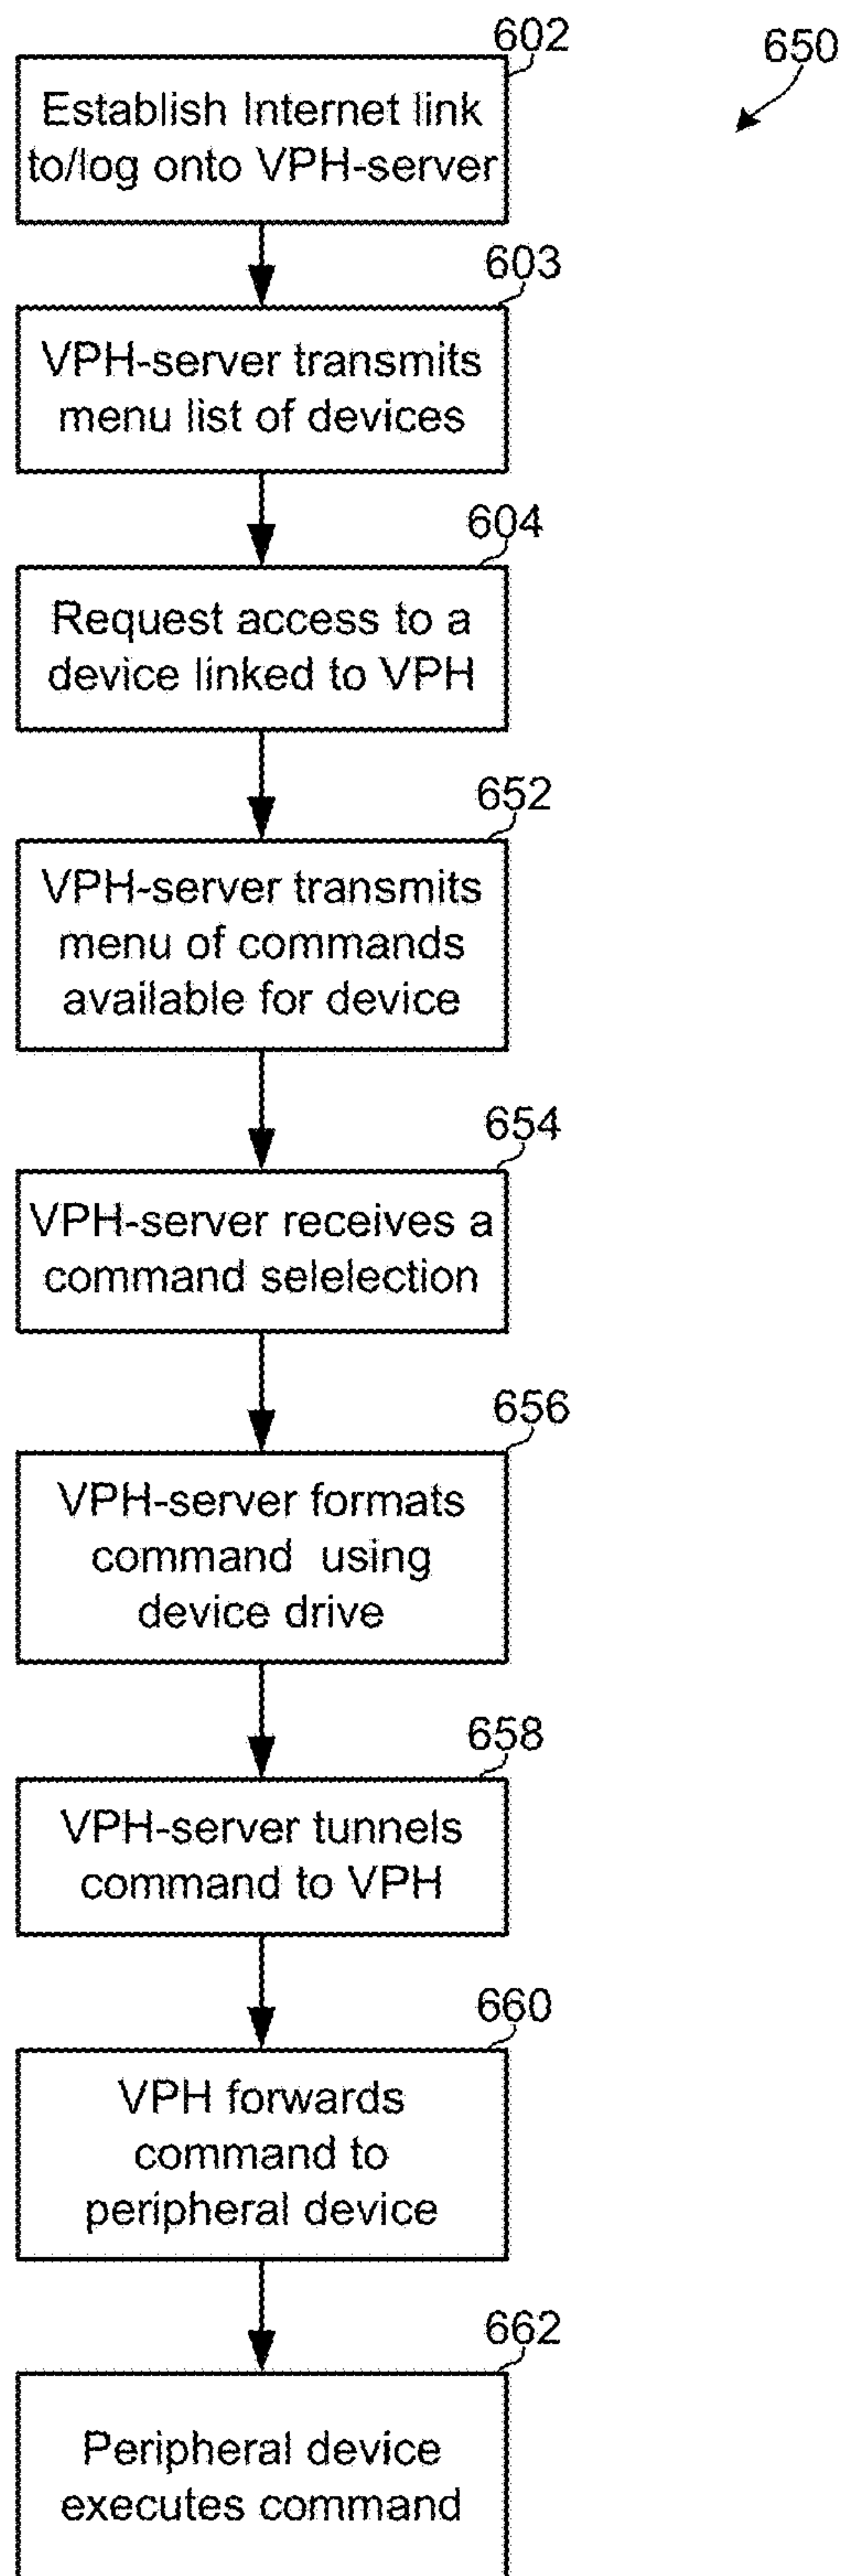 602
650
Establish Internet link
to/log onto VPH-server
603
VPH-server transmits
menu list of devices
604
Request access to a
device linked to VPH
652
VPH-server transmits
menu of commands
available for device
654
VPH-server receives a
command selelection
656
VPH-server formats
command using
device drive
658
VPH-server tunnels
command to VPH
660
VPH forwards
command to
peripheral device
662
Peripheral device
executes command